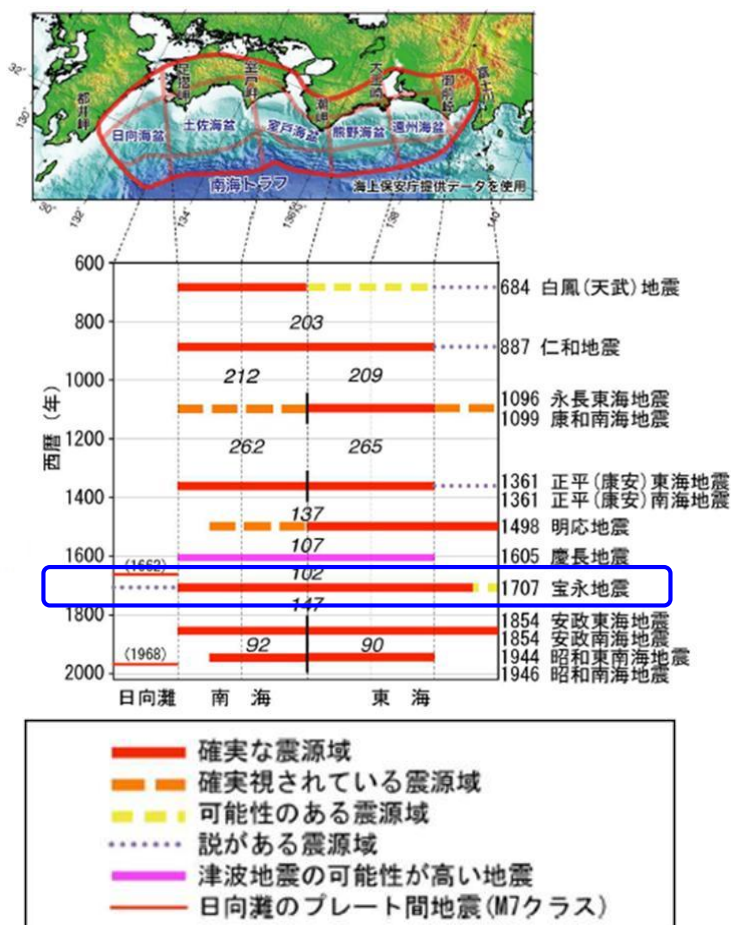 32°
130°
都井岬
足摺岬
室戸岬
潮岬
大王崎
御前崎
富士川
日向海盆
土佐海盆
室戸海盆
熊野海盆
遠州海盆
南海トラフ
海上保安庁提供データを使用
30°
132°
134°
136°
138°
140°
西暦(年)
600
684 白鳳(天武)地震
800
203
887 仁和地震
1000
212
209
1096 永長東海地震
1099 康和南海地震
1200
262
265
1361 正平(康安)東海地震
1361 正平(康安)南海地震
1400
137
1498 明応地震
107
1600
1605 慶長地震
(1662)
102
1707 宝永地震
147
1800
1854 安政東海地震
1854 安政南海地震
92
90
(1968)
1944 昭和東南海地震
1946 昭和南海地震
2000
日向灘 南 海 東 海
確実な震源域
確実視されている震源域
可能性のある震源域
説がある震源域
津波地震の可能性が高い地震
日向灘のプレート間地震(M7クラス)